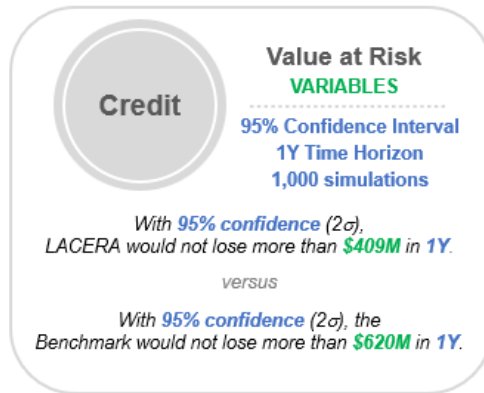 Credit
Value at Risk
VARIABLES
95% Confidence Interval
1Y Time Horizon
1,000 simulations
With 95% confidence (2σ),
LACERA would not lose more than $409M in 1Y.
versus
With 95% confidence (2σ), the
Benchmark would not lose more than $620M in 1Y.